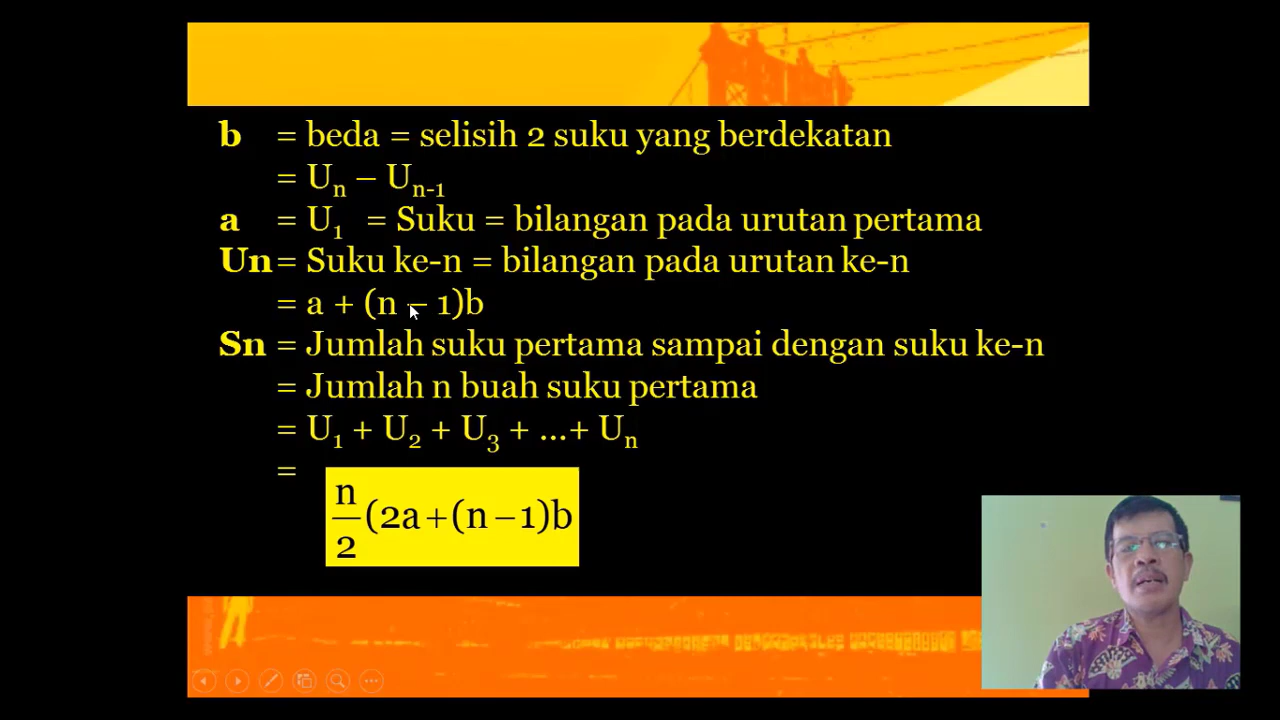 b = beda = selisih 2 suku yang berdekatan
= Uₙ – Uₙ₋₁
a = U₁ = Suku = bilangan pada urutan pertama
Un = Suku ke-n = bilangan pada urutan ke-n
= a + (n – 1)b
Sn = Jumlah suku pertama sampai dengan suku ke-n
= Jumlah n buah suku pertama
= U₁ + U₂ + U₃ + ...+ Uₙ
=
n/2 (2a+(n−1)b